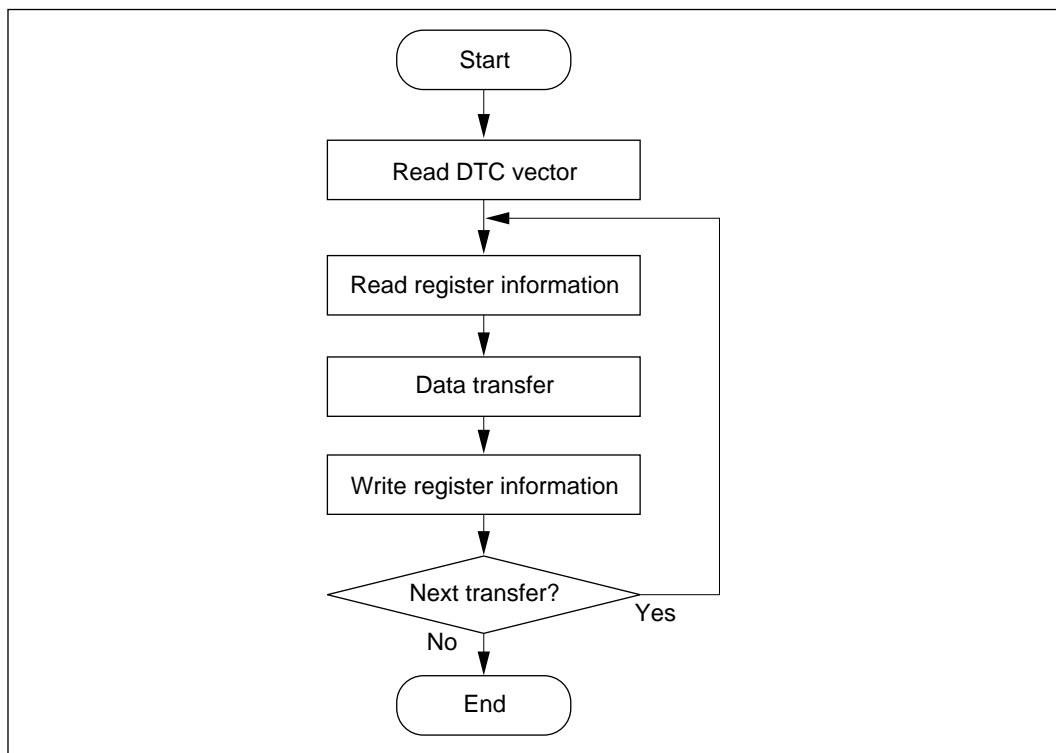 Start
Read DTC vector
Read register information
Data transfer
Write register information
Next transfer?
Yes
No
End